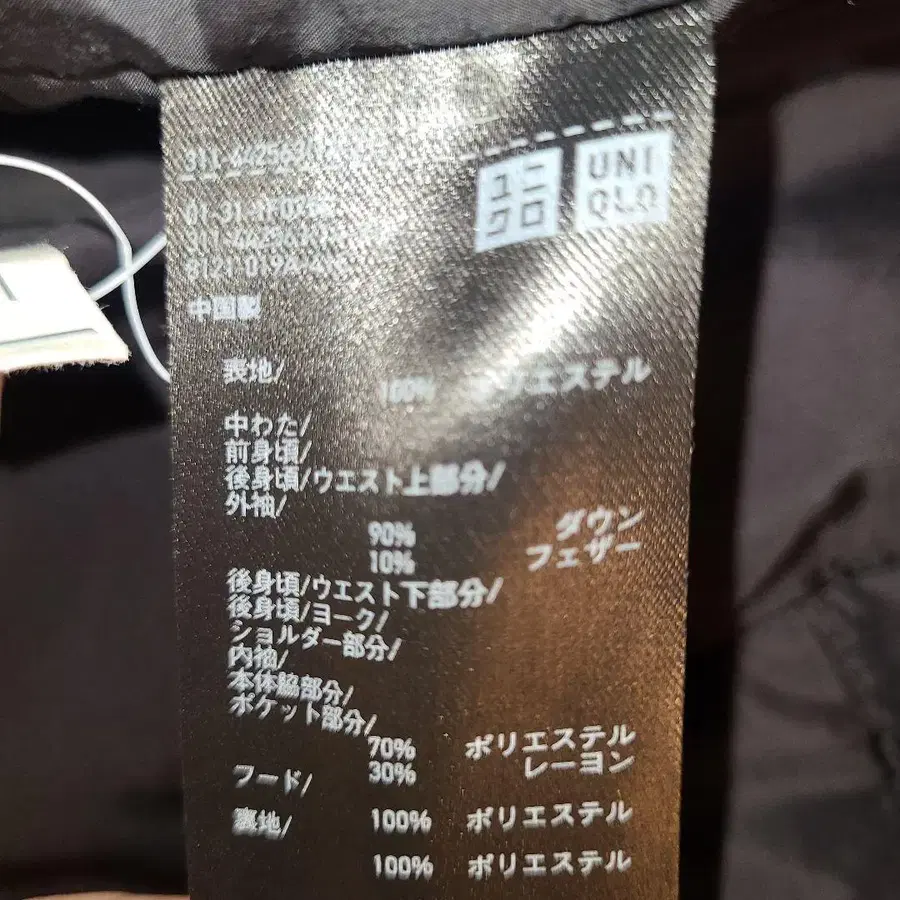 ユニ
クロ
UNI
QLO
中国製
表地/
100% ポリエステル
中わた/
前身頃/
後身頃/ウエスト上部分/
外袖/
90% ダウン
10% フェザー
後身頃/ウエスト下部分/
後身頃/ヨーク/
ショルダー部分/
内袖/
本体脇部分/
ポケット部分/
70% ポリエステル
30% レーヨン
フード/
100% ポリエステル
裏地/
100% ポリエステル